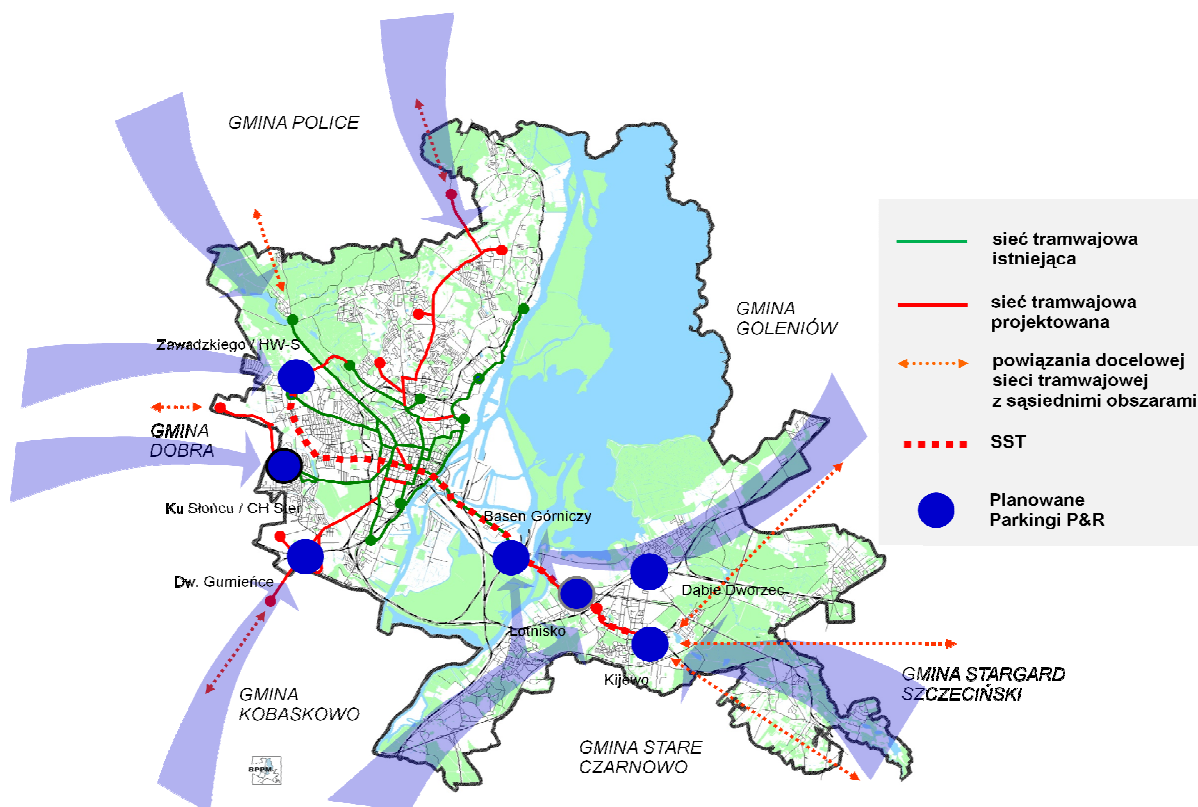 GMINA POLICE
GMINA
GOLENIÓW
Zawadzkiego / HW-S
GMINA
DOBRA
Ku Słońcu / CH Ster
Basen Górniczy
Dw. Gumieńce
Dąbie Dworzec
Lotnisko
Kijewo
GMINA STARGARD
SZCZECIŃSKI
GMINA
KOBASKOWO
GMINA STARE
CZARNOWO
BPPM
sieć tramwajowa
istniejąca
sieć tramwajowa
projektowana
powiązania docelowej
sieci tramwajowej
z sąsiednimi obszarami
SST
Planowane
Parkingi P&R